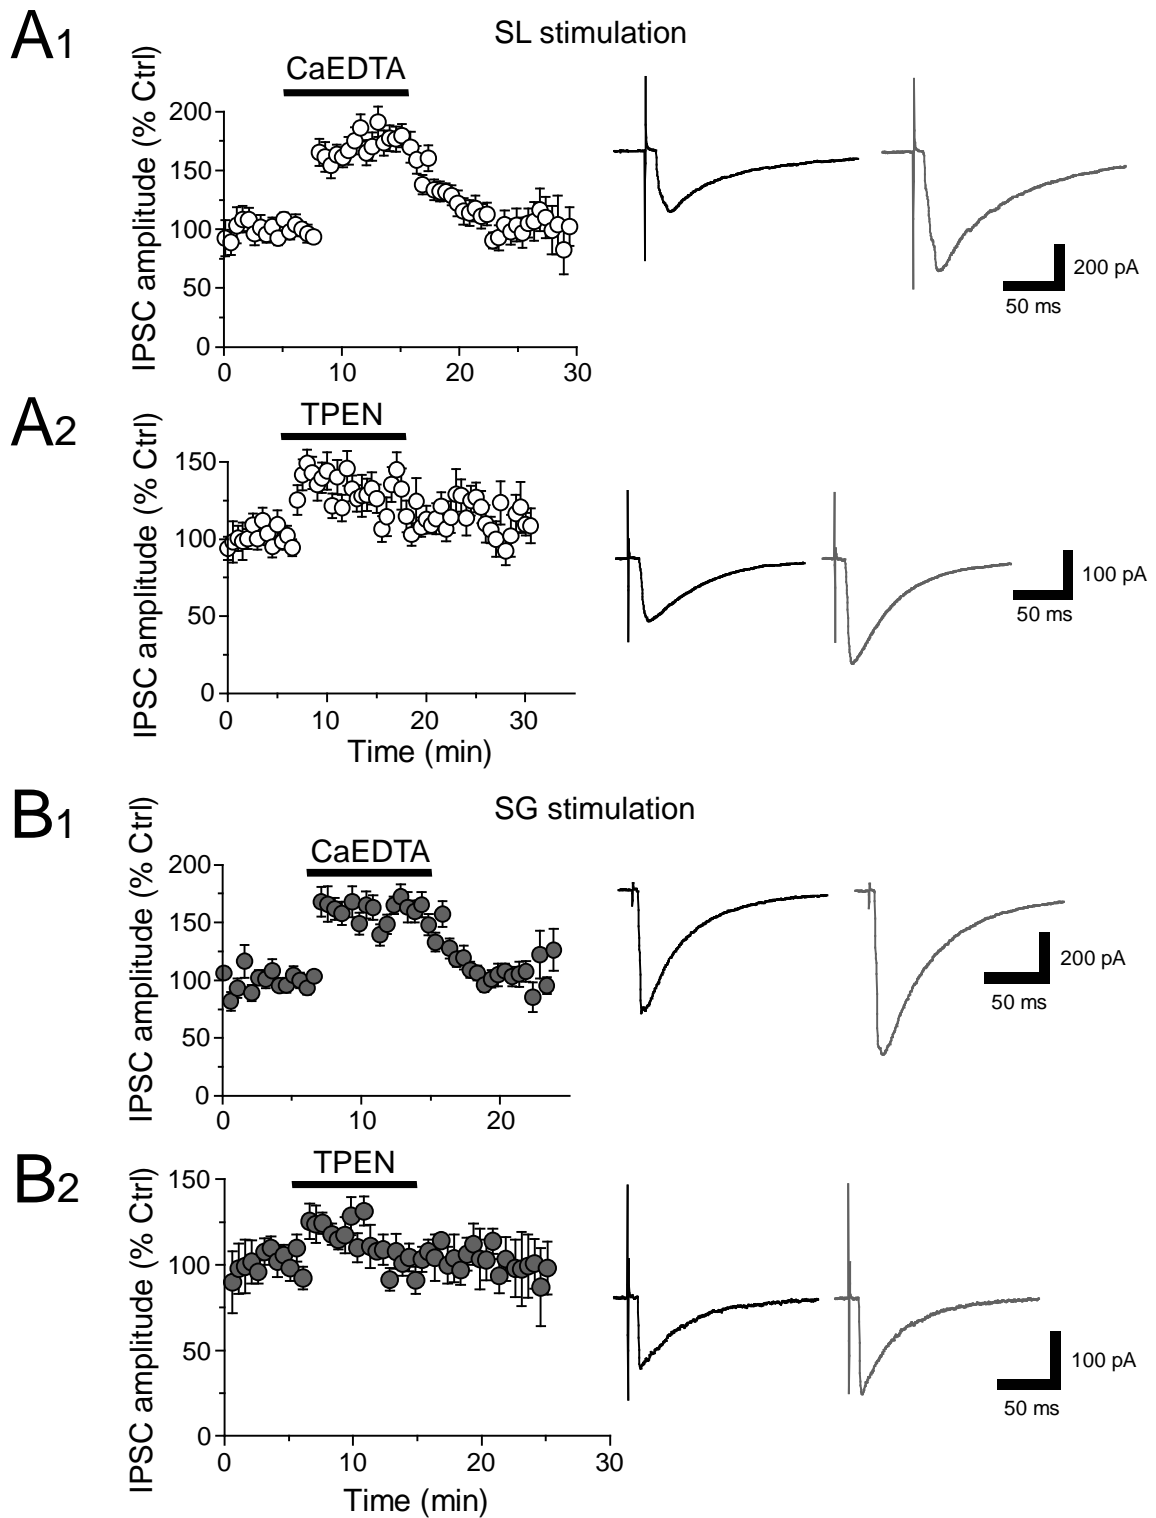 A1
SL stimulation
CaEDTA
IPSC amplitude (% Ctrl)
200
150
100
50
0
0 10 20 30
200 pA
50 ms
A2
TPEN
IPSC amplitude (% Ctrl)
150
100
50
0
0 10 20 30
Time (min)
100 pA
50 ms
B1
SG stimulation
CaEDTA
IPSC amplitude (% Ctrl)
200
150
100
50
0
0 10 20
200 pA
50 ms
B2
TPEN
IPSC amplitude (% Ctrl)
150
100
50
0
0 10 20 30
Time (min)
100 pA
50 ms